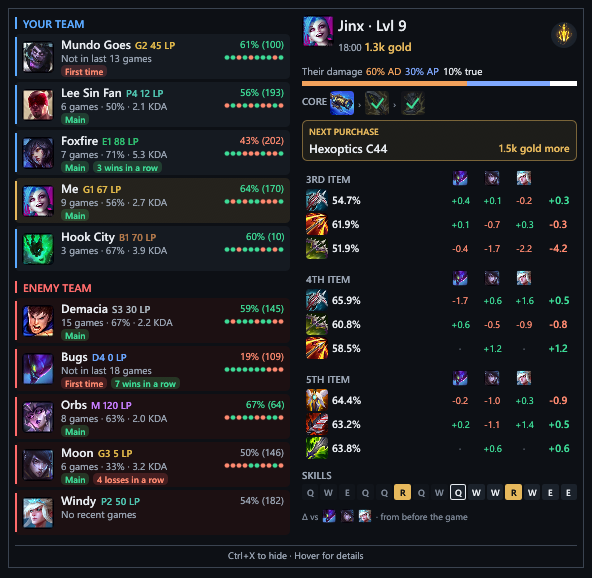 YOUR TEAM
Mundo Goes G2 45 LP 61% (100)
Not in last 13 games
First time
Lee Sin Fan P4 12 LP 56% (193)
6 games · 50% · 2.1 KDA
Main
Foxfire E1 88 LP 43% (202)
7 games · 71% · 5.3 KDA
Main 3 wins in a row
Me G1 67 LP 64% (170)
9 games · 56% · 2.7 KDA
Main
Hook City B1 70 LP 60% (10)
3 games · 67% · 3.9 KDA
ENEMY TEAM
Demacia S3 30 LP 59% (145)
15 games · 67% · 2.2 KDA
Main
Bugs D4 0 LP 19% (109)
Not in last 18 games
First time 7 wins in a row
Orbs M 120 LP 67% (64)
8 games · 63% · 2.0 KDA
Main
Moon G3 5 LP 50% (146)
6 games · 33% · 3.2 KDA
Main 4 losses in a row
Windy P2 50 LP 54% (182)
No recent games
Jinx · Lvl 9
18:00 1.3k gold
Their damage 60% AD 30% AP 10% true
CORE
NEXT PURCHASE
Hexoptics C44 1.5k gold more
3RD ITEM
54.7% +0.4 +0.1 -0.2 +0.3
61.9% +0.1 -0.7 +0.3 -0.3
51.9% -0.4 -1.7 -2.2 -4.2
4TH ITEM
65.9% -1.7 +0.6 +1.6 +0.5
60.8% +0.6 -0.5 -0.9 -0.8
58.5% · +1.2 · +1.2
5TH ITEM
64.4% -0.2 -1.0 +0.3 -0.9
63.2% +0.2 -1.1 +1.4 +0.5
63.8% · +0.6 · +0.6
SKILLS
Q W E Q Q R Q W Q W W R W E E
Δ vs · from before the game
Ctrl+X to hide · Hover for details